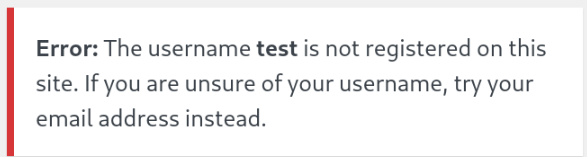 Error: The username test is not registered on this
site. If you are unsure of your username, try your
email address instead.